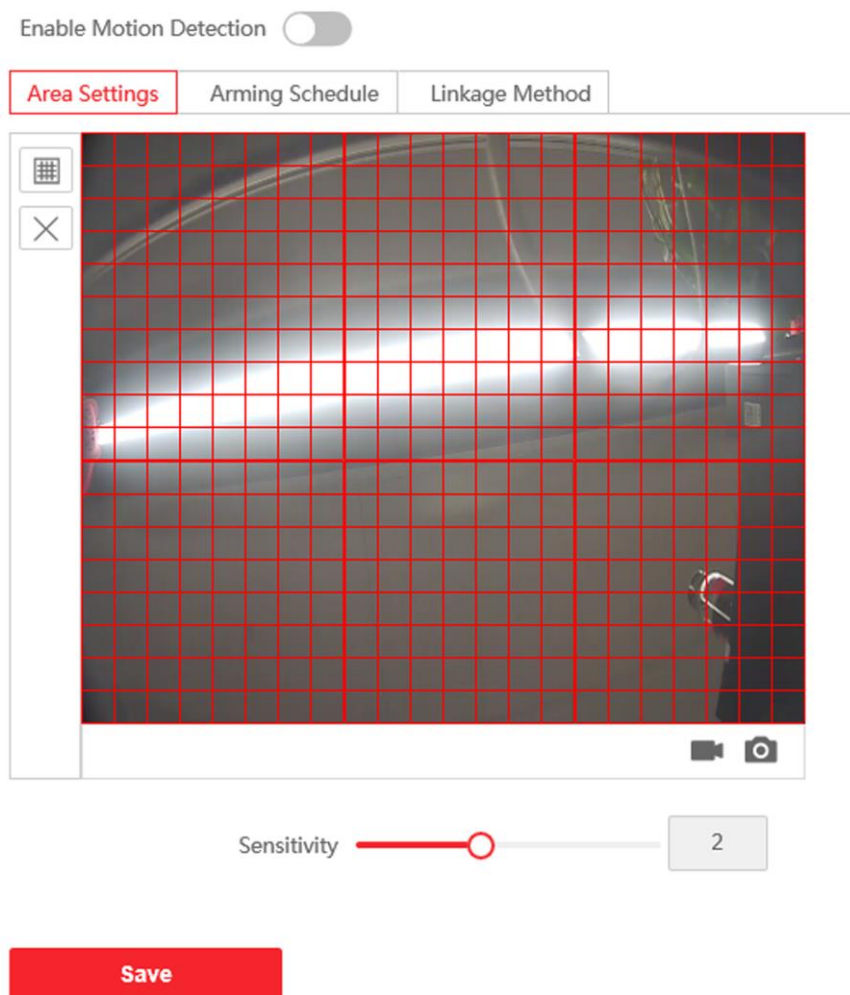 Enable Motion Detection
Area Settings Arming Schedule Linkage Method
Sensitivity 2
Save